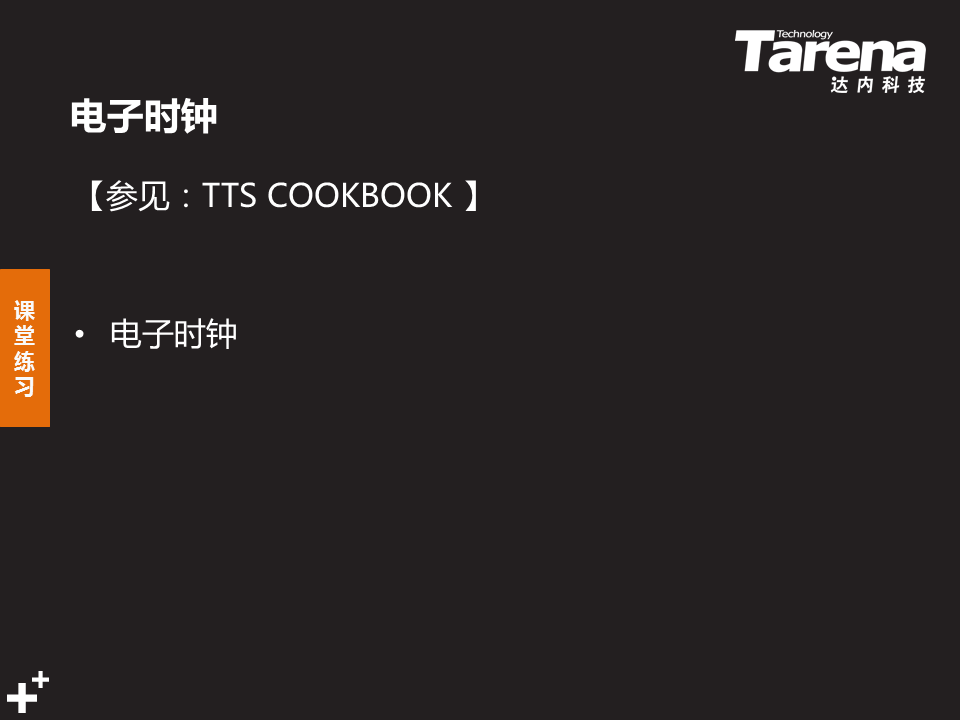 Technology
Tarena
达内科技
电子时钟
【参见：TTS COOKBOOK 】
课堂练习
• 电子时钟